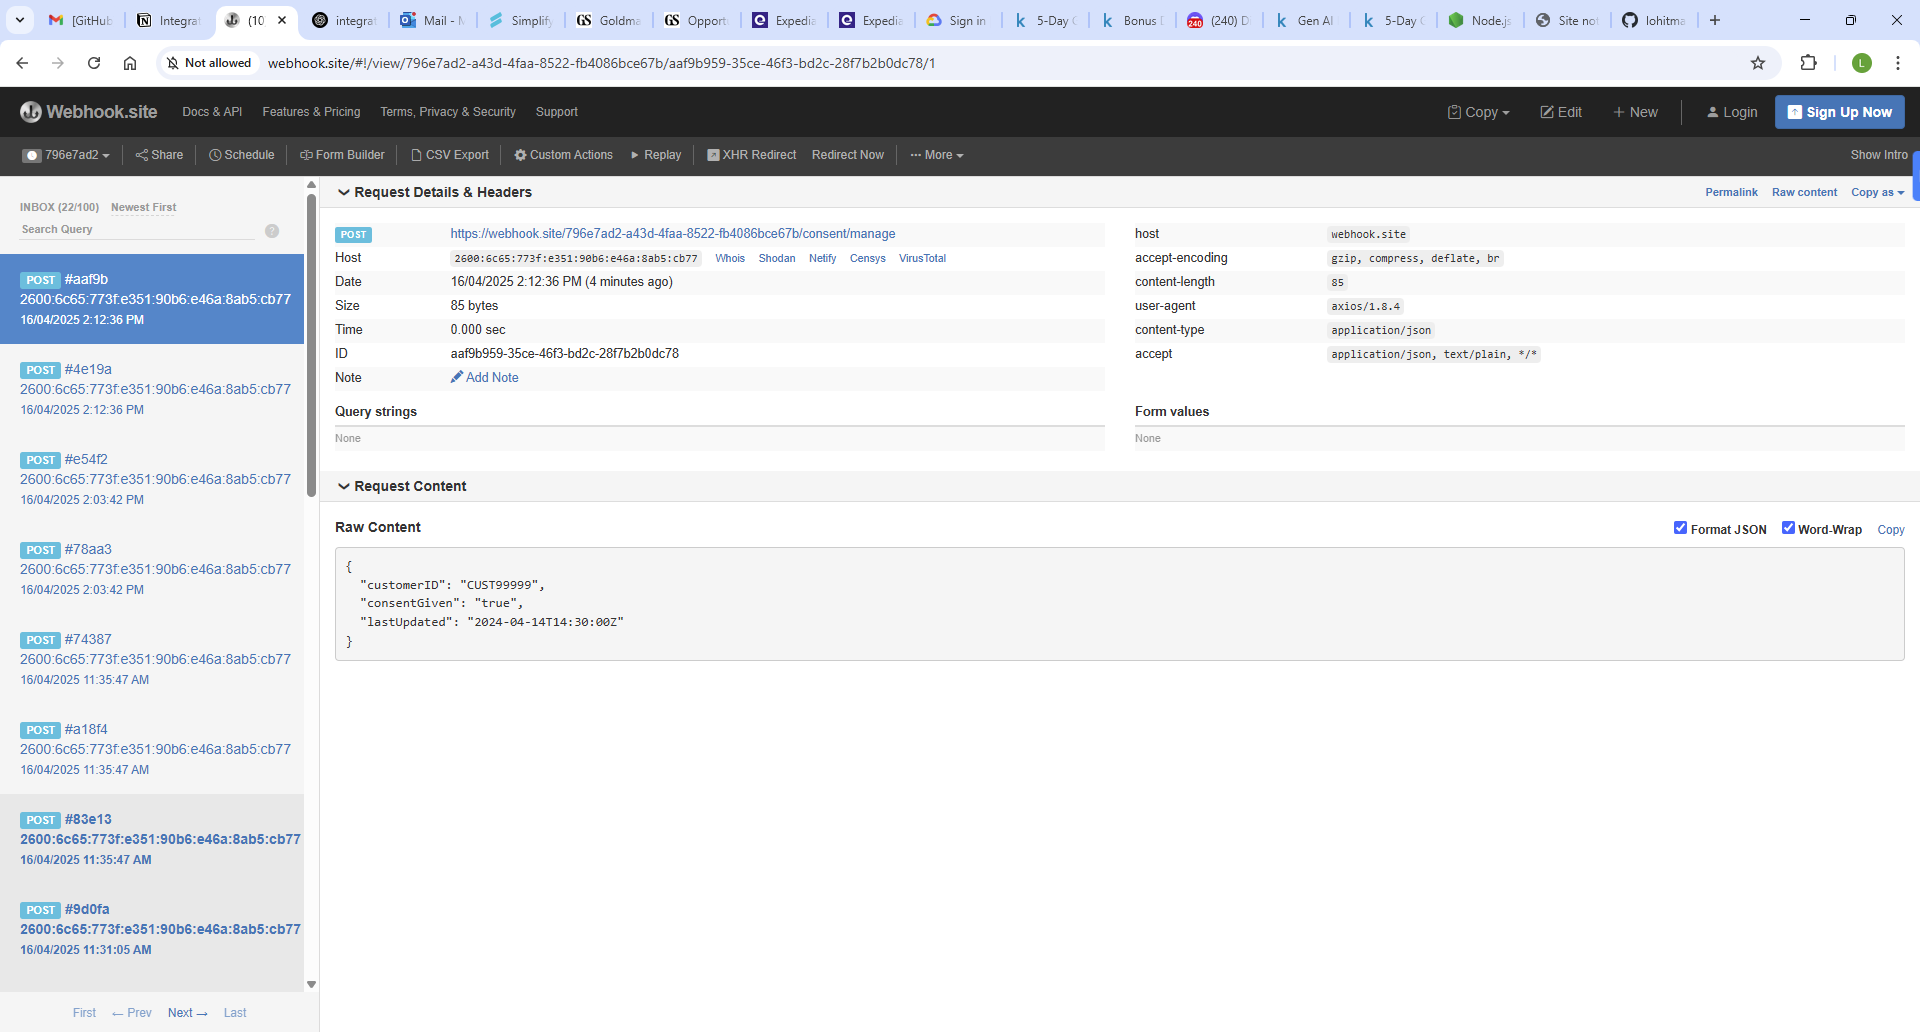 [GitHub
Integrat
(10
integrat
Mail - M
Simplify
Goldma
Opport
Expedia
Expedia
Sign in
5-Day G
Bonus D
(240) D
Gen AI
5-Day G
Node.js
Site not
lohitma
Not allowed
webhook.site/#!/view/796e7ad2-a43d-4faa-8522-fb4086bce67b/aaf9b959-35ce-46f3-bd2c-28f7b2b0dc78/1
L
Webhook.site Docs & API Features & Pricing Terms, Privacy & Security Support Copy Edit + New Login Sign Up Now
796e7ad2 Share Schedule Form Builder CSV Export Custom Actions Replay XHR Redirect Redirect Now ··· More Show Intro
INBOX (22/100) Newest First
Search Query ?
POST #aaf9b
2600:6c65:773f:e351:90b6:e46a:8ab5:cb77
16/04/2025 2:12:36 PM
POST #4e19a
2600:6c65:773f:e351:90b6:e46a:8ab5:cb77
16/04/2025 2:12:36 PM
POST #e54f2
2600:6c65:773f:e351:90b6:e46a:8ab5:cb77
16/04/2025 2:03:42 PM
POST #78aa3
2600:6c65:773f:e351:90b6:e46a:8ab5:cb77
16/04/2025 2:03:42 PM
POST #74387
2600:6c65:773f:e351:90b6:e46a:8ab5:cb77
16/04/2025 11:35:47 AM
POST #a18f4
2600:6c65:773f:e351:90b6:e46a:8ab5:cb77
16/04/2025 11:35:47 AM
POST #83e13
2600:6c65:773f:e351:90b6:e46a:8ab5:cb77
16/04/2025 11:35:47 AM
POST #9d0fa
2600:6c65:773f:e351:90b6:e46a:8ab5:cb77
16/04/2025 11:31:05 AM
First ← Prev Next → Last
Request Details & Headers Permalink Raw content Copy as
POST https://webhook.site/796e7ad2-a43d-4faa-8522-fb4086bce67b/consent/manage
Host 2600:6c65:773f:e351:90b6:e46a:8ab5:cb77 Whois Shodan Netify Censys VirusTotal
Date 16/04/2025 2:12:36 PM (4 minutes ago)
Size 85 bytes
Time 0.000 sec
ID aaf9b959-35ce-46f3-bd2c-28f7b2b0dc78
Note Add Note
host webhook.site
accept-encoding gzip, compress, deflate, br
content-length 85
user-agent axios/1.8.4
content-type application/json
accept application/json, text/plain, */*
Query strings
None
Form values
None
Request Content
Raw Content Format JSON Word-Wrap Copy
{
"customerID": "CUST99999",
"consentGiven": "true",
"lastUpdated": "2024-04-14T14:30:00Z"
}